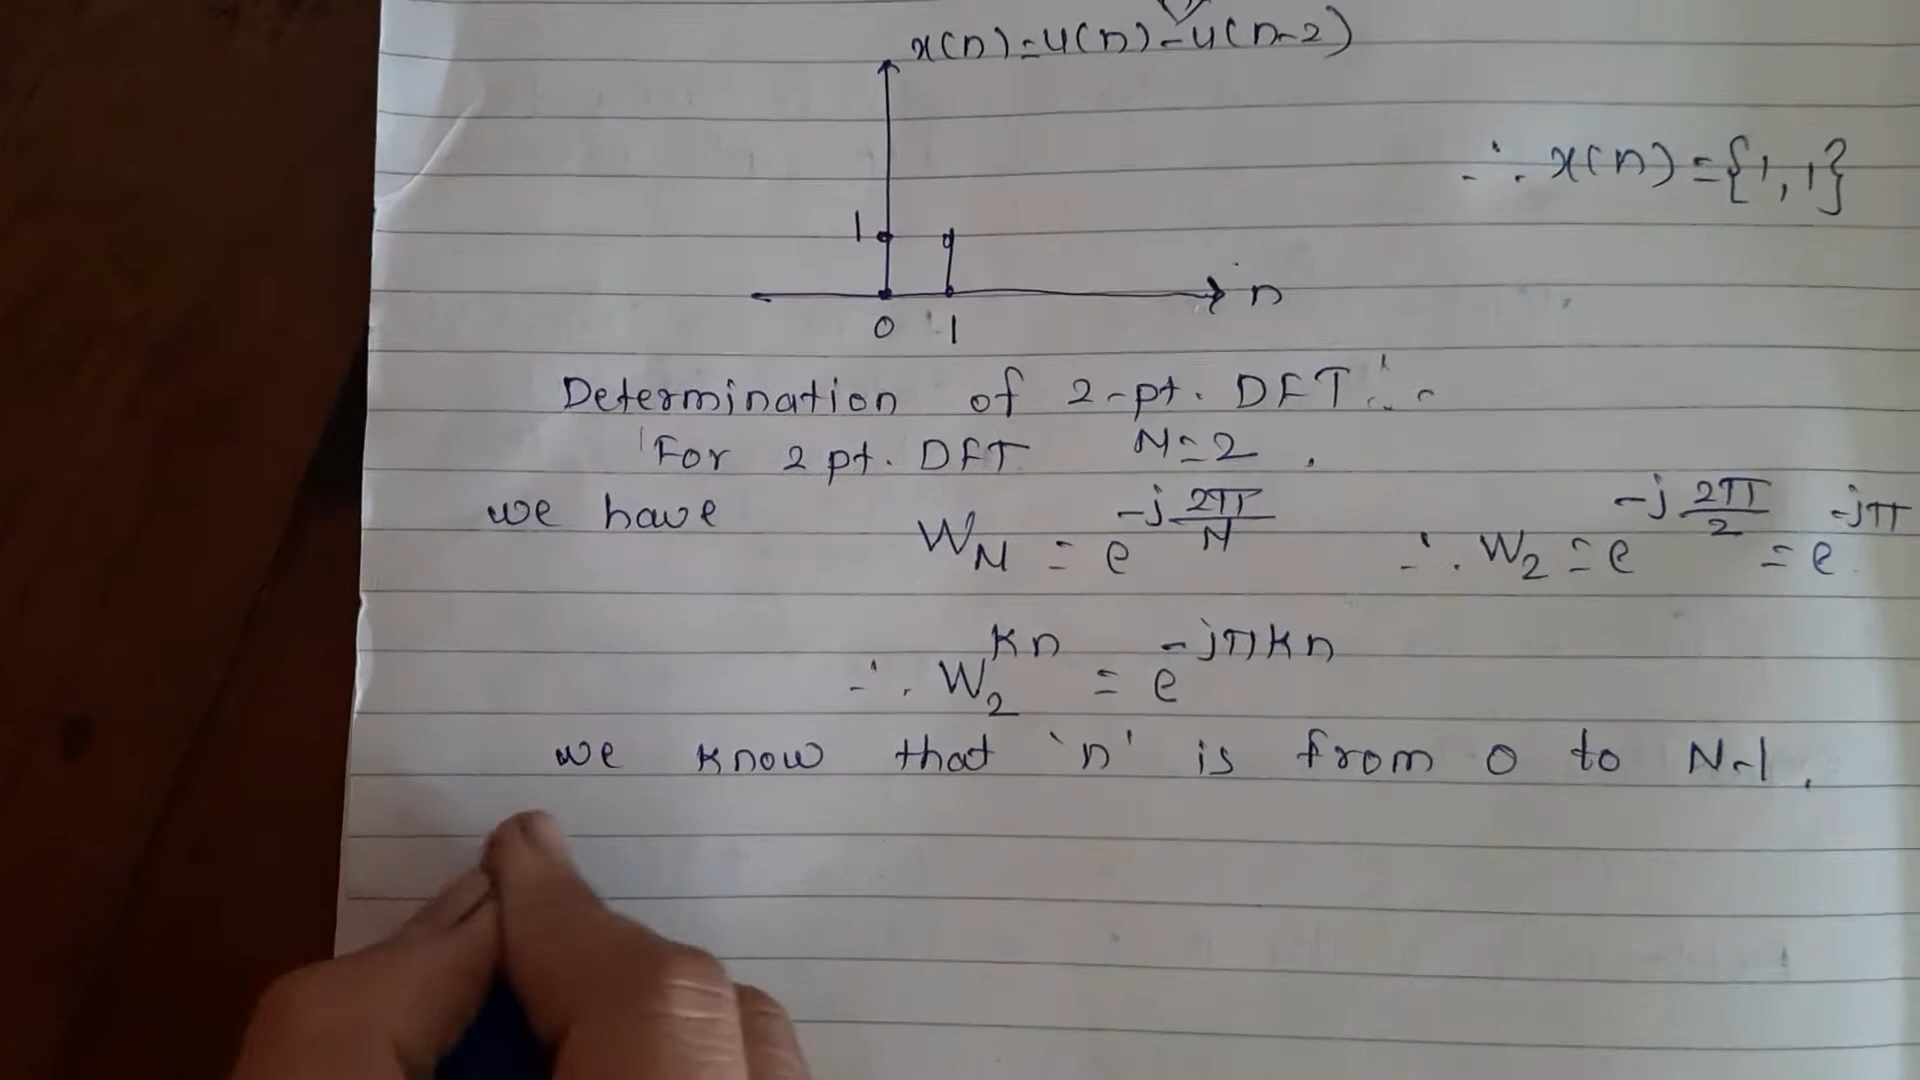 x(n)=u(n)-u(n-2)
∴ x(n)={1,1}
1
n
0 1
Determination of 2-pt. DFT:-
For 2 pt. DFT N=2.
we have W_N = e^{-j 2π/N} ∴ W_2 = e^{-j 2π/2} = e^{-jπ}
∴ W_2^{kn} = e^{-jπkn}
we know that 'n' is from 0 to N-1.